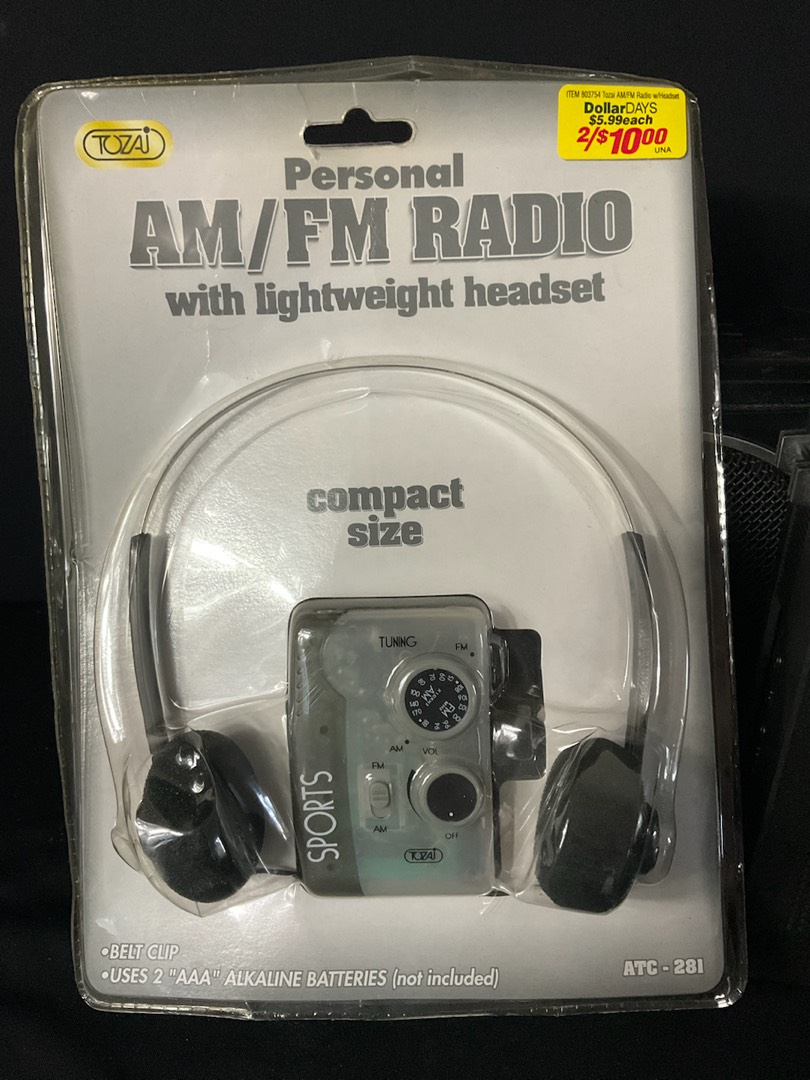 TOZAI
ITEM 803754 Tozai AM/FM Radio w/Headset
DollarDAYS
$5.99each
2/$10.00
UNA
Personal
AM/FM RADIO
with lightweight headset
compact
size
TUNING
FM
AM
FM
AM
VOL
FM
AM
OFF
SPORTS
TOZAI
•BELT CLIP
•USES 2 "AAA" ALKALINE BATTERIES (not included)
ATC - 281